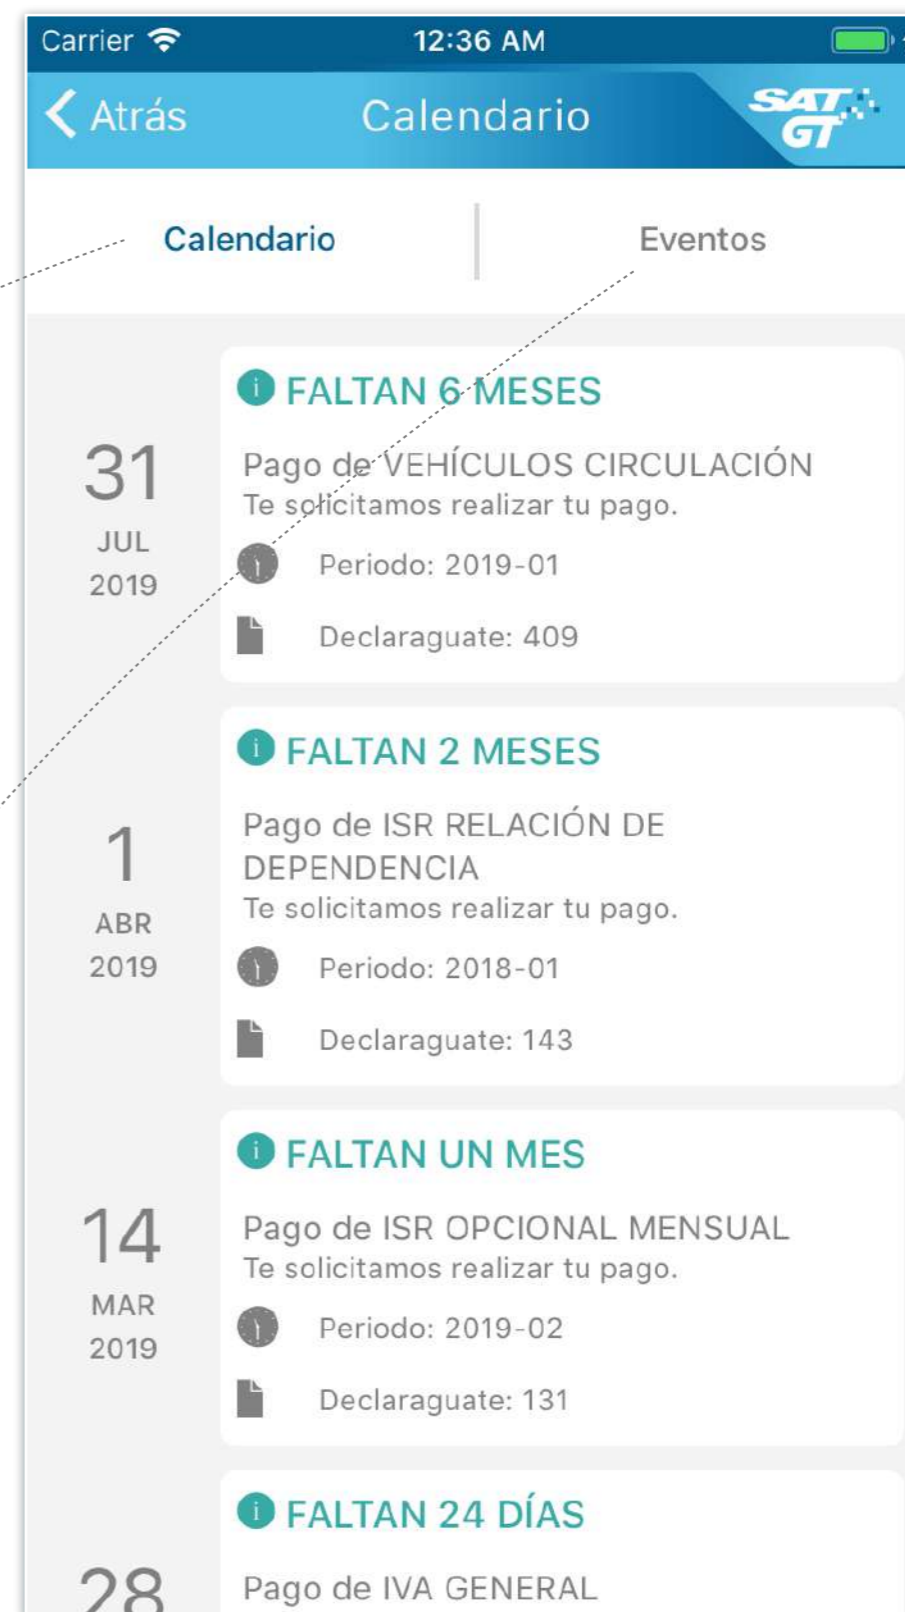 Carrier 12:36 AM
Atrás Calendario SAT GT
Calendario Eventos
31 JUL 2019
FALTAN 6 MESES
Pago de VEHÍCULOS CIRCULACIÓN
Te solicitamos realizar tu pago.
Periodo: 2019-01
Declaraguate: 409
1 ABR 2019
FALTAN 2 MESES
Pago de ISR RELACIÓN DE
DEPENDENCIA
Te solicitamos realizar tu pago.
Periodo: 2018-01
Declaraguate: 143
14 MAR 2019
FALTAN UN MES
Pago de ISR OPCIONAL MENSUAL
Te solicitamos realizar tu pago.
Periodo: 2019-02
Declaraguate: 131
28
FALTAN 24 DÍAS
Pago de IVA GENERAL